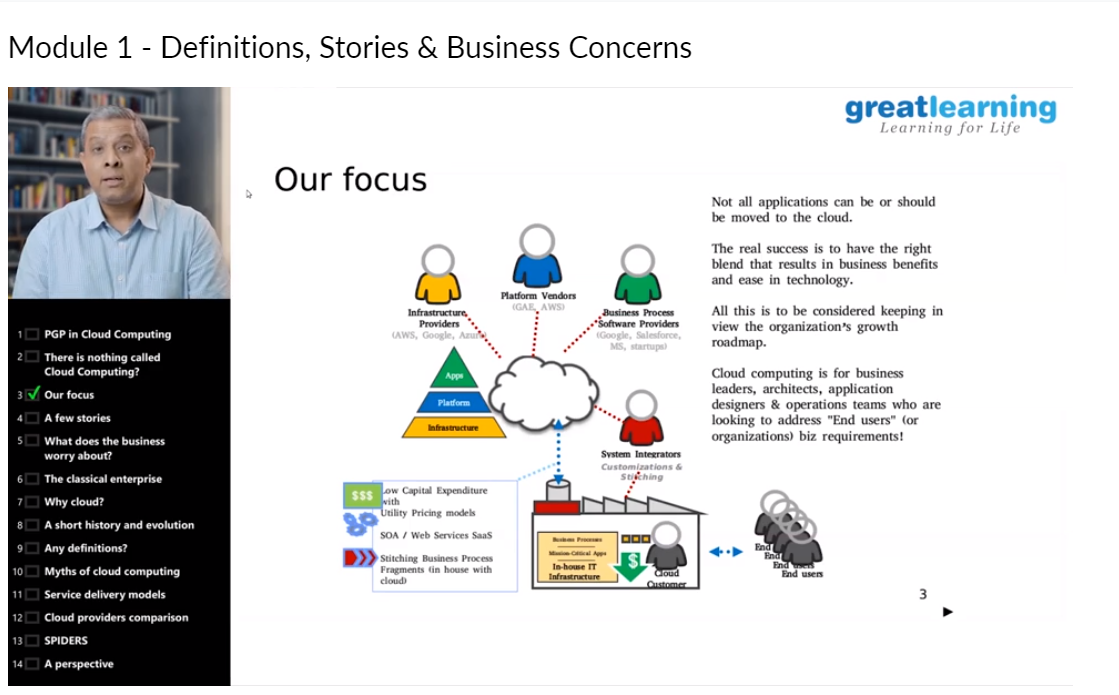 Module 1 - Definitions, Stories & Business Concerns
greatlearning
Learning for Life
1 PGP in Cloud Computing
2 There is nothing called
Cloud Computing?
3 Our focus
4 A few stories
5 What does the business
worry about?
6 The classical enterprise
7 Why cloud?
8 A short history and evolution
9 Any definitions?
10 Myths of cloud computing
11 Service delivery models
12 Cloud providers comparison
13 SPIDERS
14 A perspective
Our focus
Infrastructure
Providers
(AWS, Google, Azure)
Platform Vendors
(GAE, AWS)
Business Process
Software Providers
(Google, Salesforce,
MS, startups)
Apps
Platform
Infrastructure
System Integrators
Customizations &
Stitching
$$$
Low Capital Expenditure
with
Utility Pricing models
SOA / Web Services SaaS
Stitching Business Process
Fragments (in house with
cloud)
Business Processes
Mission-Critical Apps
In-house IT
Infrastructure
$
Cloud
Customer
End
End
End users
End users
Not all applications can be or should
be moved to the cloud.
The real success is to have the right
blend that results in business benefits
and ease in technology.
All this is to be considered keeping in
view the organization's growth
roadmap.
Cloud computing is for business
leaders, architects, application
designers & operations teams who are
looking to address "End users" (or
organizations) biz requirements!
3